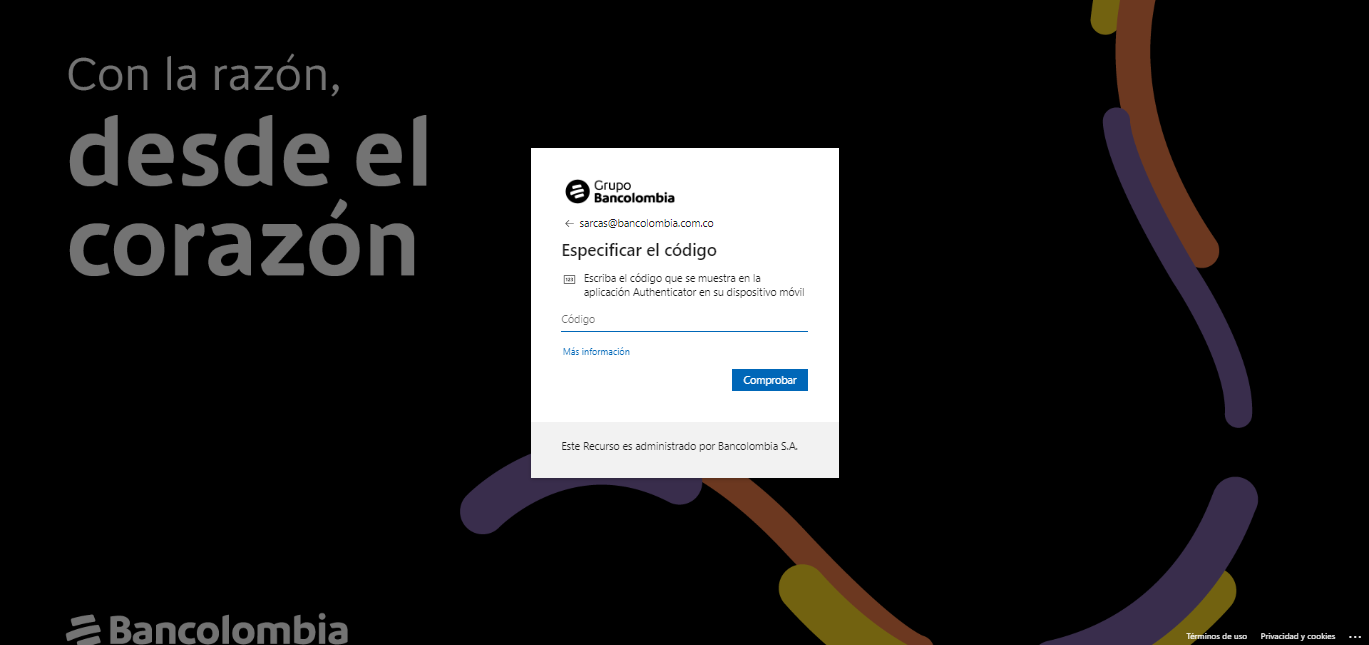 Con la razón,
desde el
corazón
Grupo
Bancolombia
sarcas@bancolombia.com.co
Especificar el código
123
Escriba el código que se muestra en la
aplicación Authenticator en su dispositivo móvil
Código
Más información
Comprobar
Este Recurso es administrado por Bancolombia S.A.
Bancolombia
Términos de uso Privacidad y cookies ...